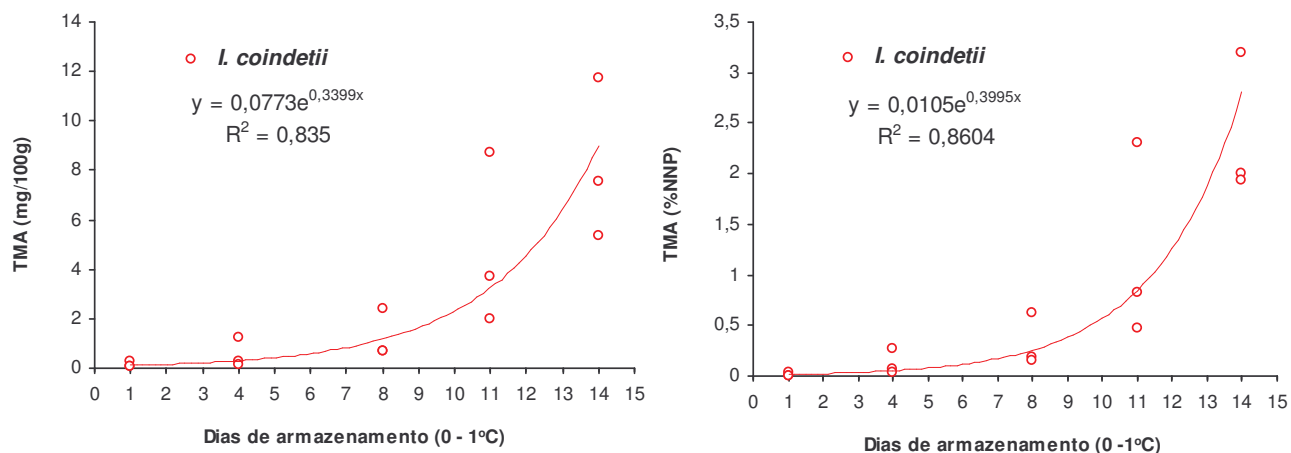 14
12
10
8
6
4
2
0
TMA (mg/100g)
I. coindetii
y = 0,0773e^0,3399x
R² = 0,835
0 1 2 3 4 5 6 7 8 9 10 11 12 13 14 15
Dias de armazenamento (0 - 1ºC)
3,5
3
2,5
2
1,5
1
0,5
0
TMA (%NNP)
I. coindetii
y = 0,0105e^0,3995x
R² = 0,8604
0 1 2 3 4 5 6 7 8 9 10 11 12 13 14 15
Dias de armazenamento (0 -1ºC)